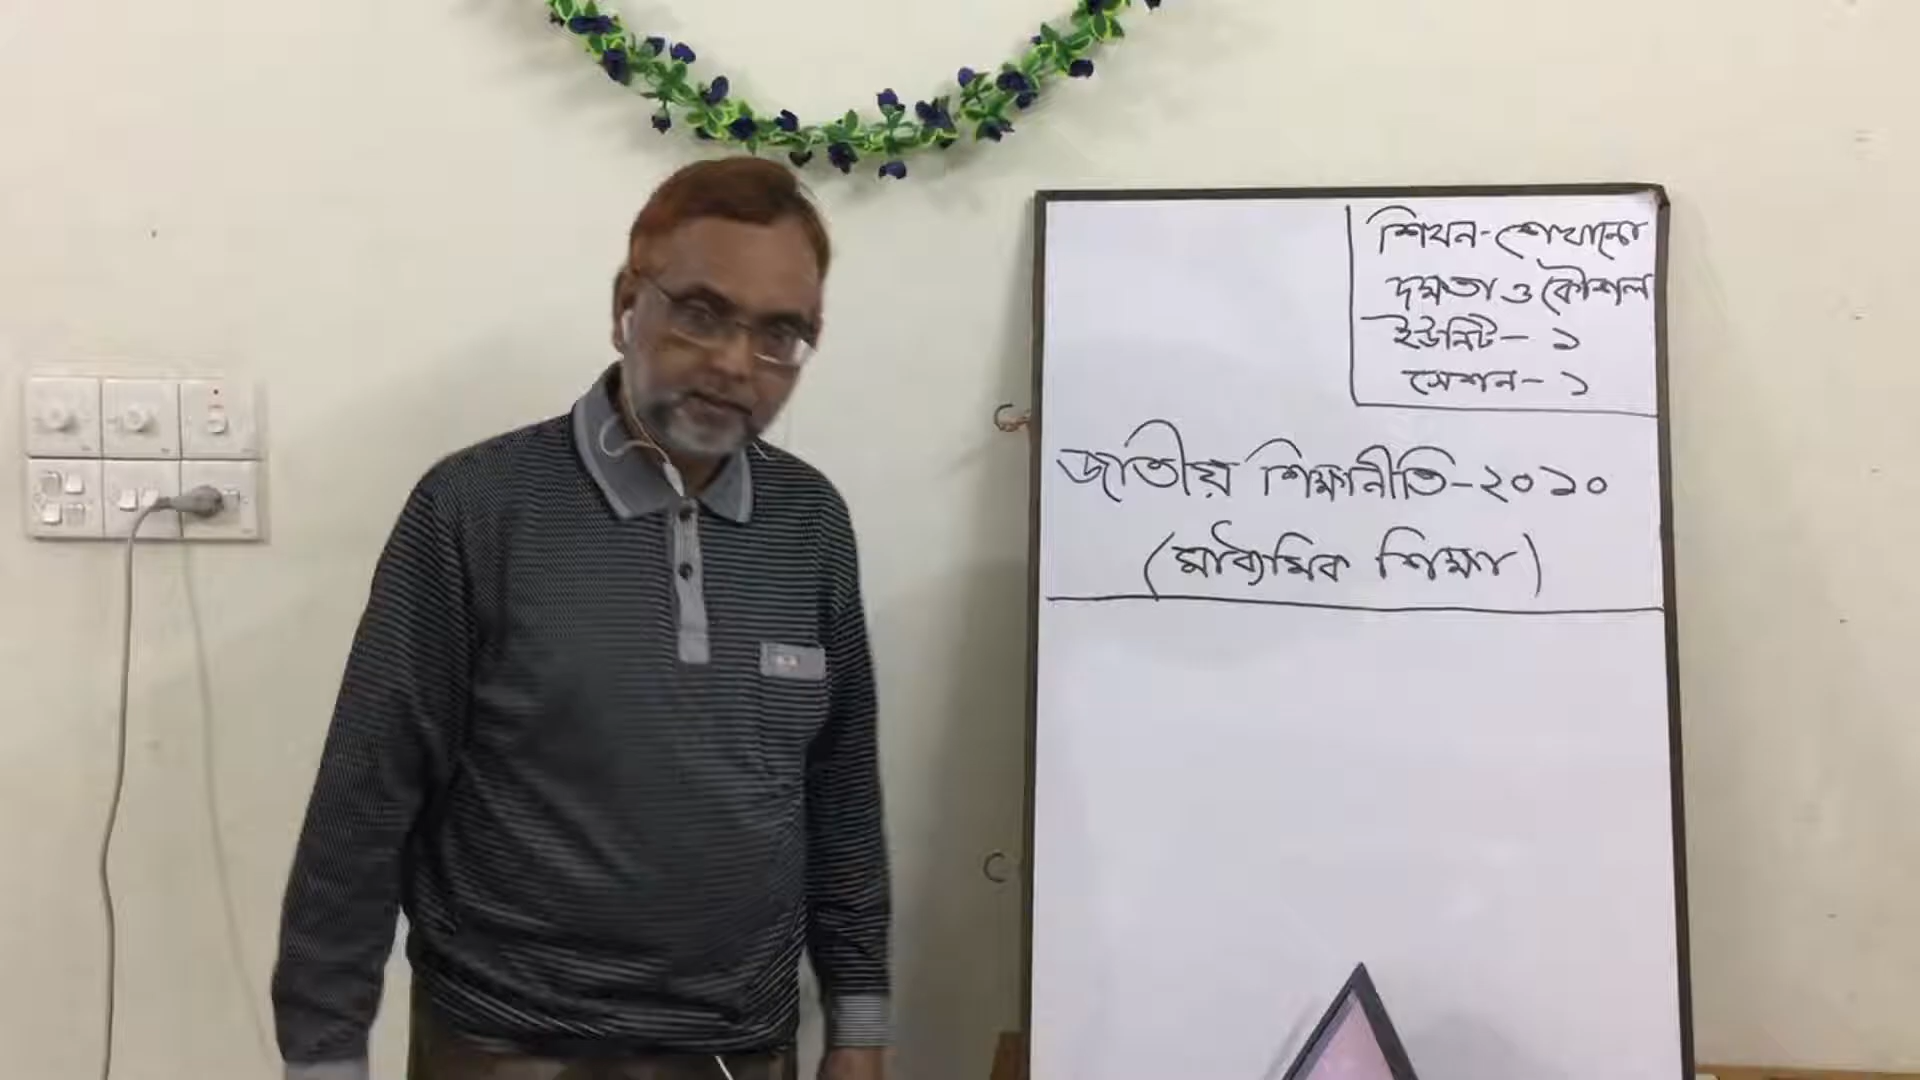 শিখন-শেখানো
দক্ষতা ও কৌশল
ইউনিট- ১
সেশন- ১
জাতীয় শিক্ষানীতি-২০১০
(মাধ্যমিক শিক্ষা)